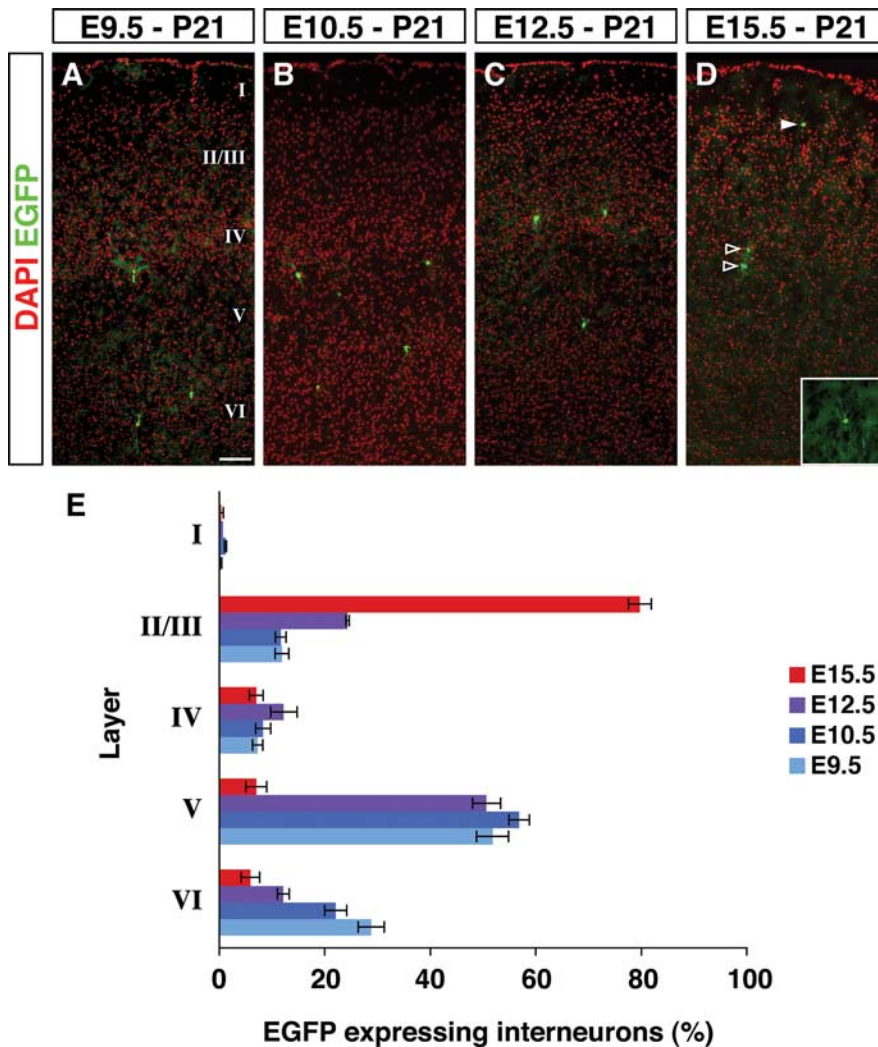 E9.5 - P21
E10.5 - P21
E12.5 - P21
E15.5 - P21
DAPI EGFP
A
B
C
D
I
II/III
IV
V
VI
E
Layer
I
II/III
IV
V
VI
E15.5
E12.5
E10.5
E9.5
0 20 40 60 80 100
EGFP expressing interneurons (%)